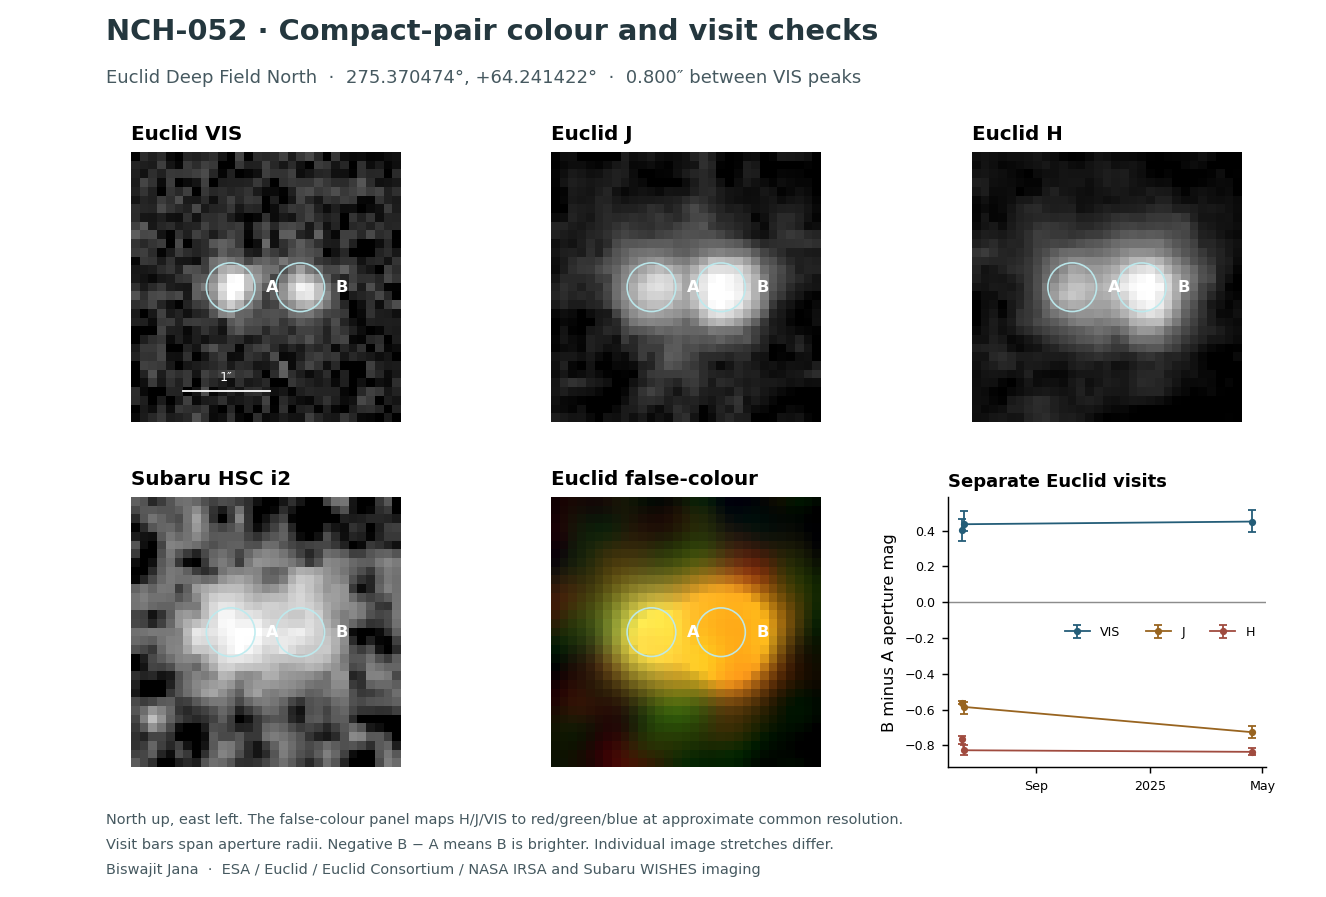 NCH-052 · Compact-pair colour and visit checks
Euclid Deep Field North · 275.370474°, +64.241422° · 0.800″ between VIS peaks
Euclid VIS
A
B
1″
Euclid J
A
B
Euclid H
A
B
Subaru HSC i2
A
B
Euclid false-colour
A
B
Separate Euclid visits
B minus A aperture mag
0.4
0.2
0.0
−0.2
−0.4
−0.6
−0.8
VIS
J
H
Sep
2025
May
North up, east left. The false-colour panel maps H/J/VIS to red/green/blue at approximate common resolution.
Visit bars span aperture radii. Negative B − A means B is brighter. Individual image stretches differ.
Biswajit Jana · ESA / Euclid / Euclid Consortium / NASA IRSA and Subaru WISHES imaging